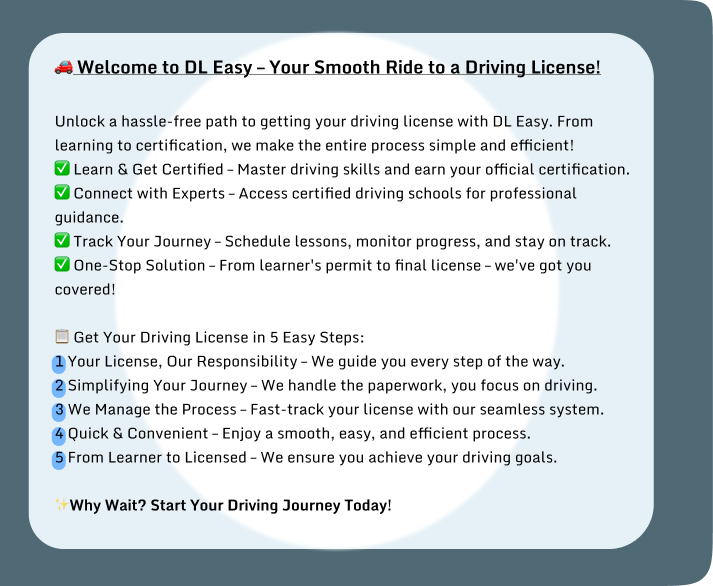 🚗 Welcome to DL Easy – Your Smooth Ride to a Driving License!
Unlock a hassle-free path to getting your driving license with DL Easy. From
learning to certification, we make the entire process simple and efficient!
✅ Learn & Get Certified – Master driving skills and earn your official certification.
✅ Connect with Experts – Access certified driving schools for professional
guidance.
✅ Track Your Journey – Schedule lessons, monitor progress, and stay on track.
✅ One-Stop Solution – From learner's permit to final license – we've got you
covered!
📋 Get Your Driving License in 5 Easy Steps:
1 Your License, Our Responsibility – We guide you every step of the way.
2 Simplifying Your Journey – We handle the paperwork, you focus on driving.
3 We Manage the Process – Fast-track your license with our seamless system.
4 Quick & Convenient – Enjoy a smooth, easy, and efficient process.
5 From Learner to Licensed – We ensure you achieve your driving goals.
✨Why Wait? Start Your Driving Journey Today!